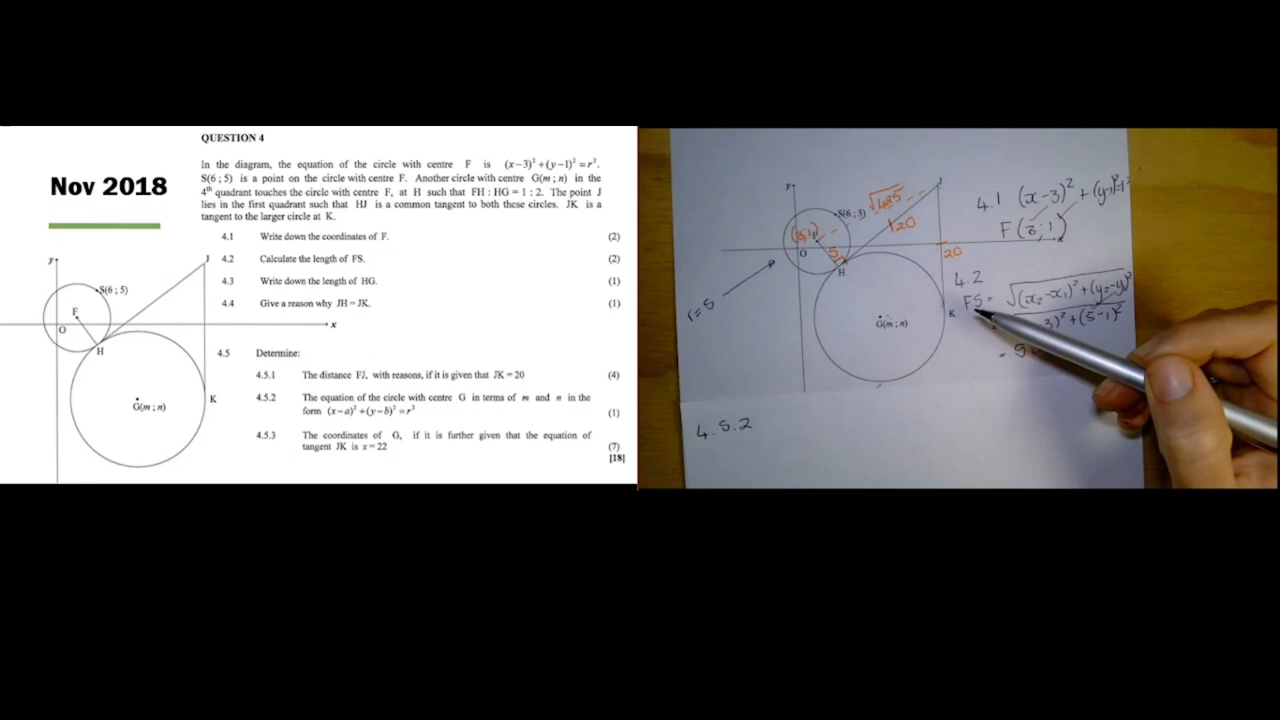 Nov 2018
QUESTION 4
In the diagram, the equation of the circle with centre F is (x−3)²+(y−1)²=r².
S(6 ; 5) is a point on the circle with centre F. Another circle with centre G(m ; n) in the
4th quadrant touches the circle with centre F, at H such that FH : HG = 1 : 2. The point J
lies in the first quadrant such that HJ is a common tangent to both these circles. JK is a
tangent to the larger circle at K.
4.1 Write down the coordinates of F. (2)
4.2 Calculate the length of FS. (2)
4.3 Write down the length of HG. (1)
4.4 Give a reason why JH = JK. (1)
4.5 Determine:
4.5.1 The distance FJ, with reasons, if it is given that JK = 20 (4)
4.5.2 The equation of the circle with centre G in terms of m and n in the
form (x−a)²+(y−b)²=r² (1)
4.5.3 The coordinates of G, if it is further given that the equation of
tangent JK is x=22 (7)
[18]
y
J
S(6 ; 5)
F
O
x
H
K
G(m ; n)
y
J
√425
S(6 ; 5)
20
O
5
H
20
K
G(m ; n)
r=5
4.1 (x-3)²+(y-1)²
F(3;1)
4.2
FS= √(x₂-x₁)²+(y₂-y₁)²
3)²+(5-1)²
4.5.2